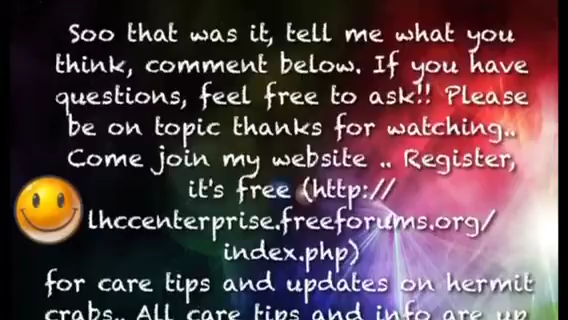 Soo that was it, tell me what you
think, comment below. If you have
questions, feel free to ask!! Please
be on topic thanks for watching..
Come join my website .. Register,
it's free (http://
lhccenterprise.freeforums.org/
index.php)
for care tips and updates on hermit
crabs.. All care tips and info are up